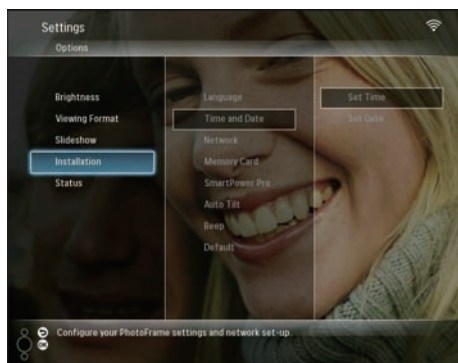 Settings
Options
Brightness
Viewing Format
Slideshow
Installation
Status
Language
Time and Date
Network
Memory Card
SmartPower Pro
Auto Tilt
Beep
Default
Set Time
Set Date
Configure your PhotoFrame settings and network set-up.
OK